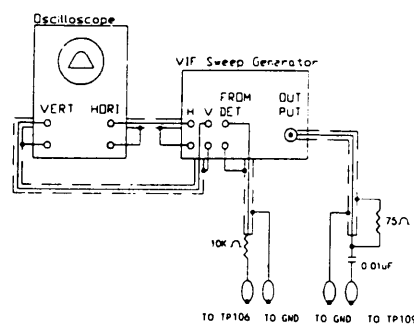 Oscilloscope
VIF Sweep Generator
VERT HORI
H V FROM DET
OUT PUT
75Ω
10K Ω
0.01uF
TO TP106 TO GND TO GND TO TP109